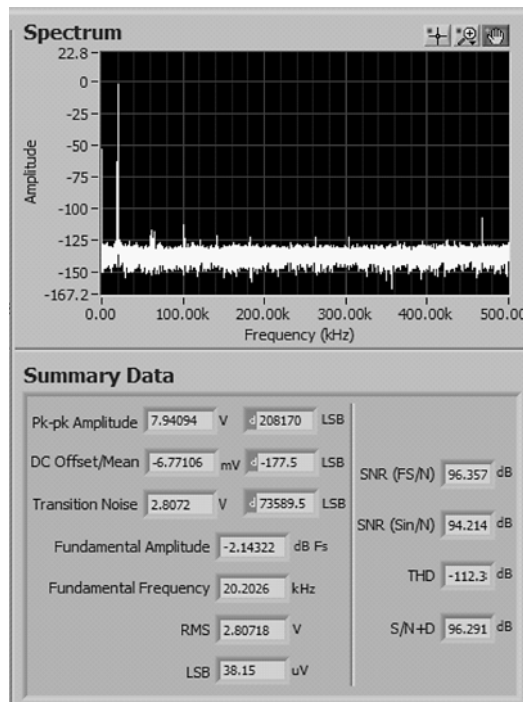 Spectrum
22.8
0
-25
-50
-75
-100
-125
-150
-167.2
Amplitude
0.00 100.00k 200.00k 300.00k 400.00k 500.0
Frequency (kHz)
Summary Data
Pk-pk Amplitude 7.94094 V d 208170 LSB
DC Offset/Mean -6.77106 mV d -177.5 LSB
Transition Noise 2.8072 V d 73589.5 LSB
Fundamental Amplitude -2.14322 dB Fs
Fundamental Frequency 20.2026 kHz
RMS 2.80718 V
LSB 38.15 uV
SNR (FS/N) 96.357 dB
SNR (Sin/N) 94.214 dB
THD -112.3 dB
S/N+D 96.291 dB